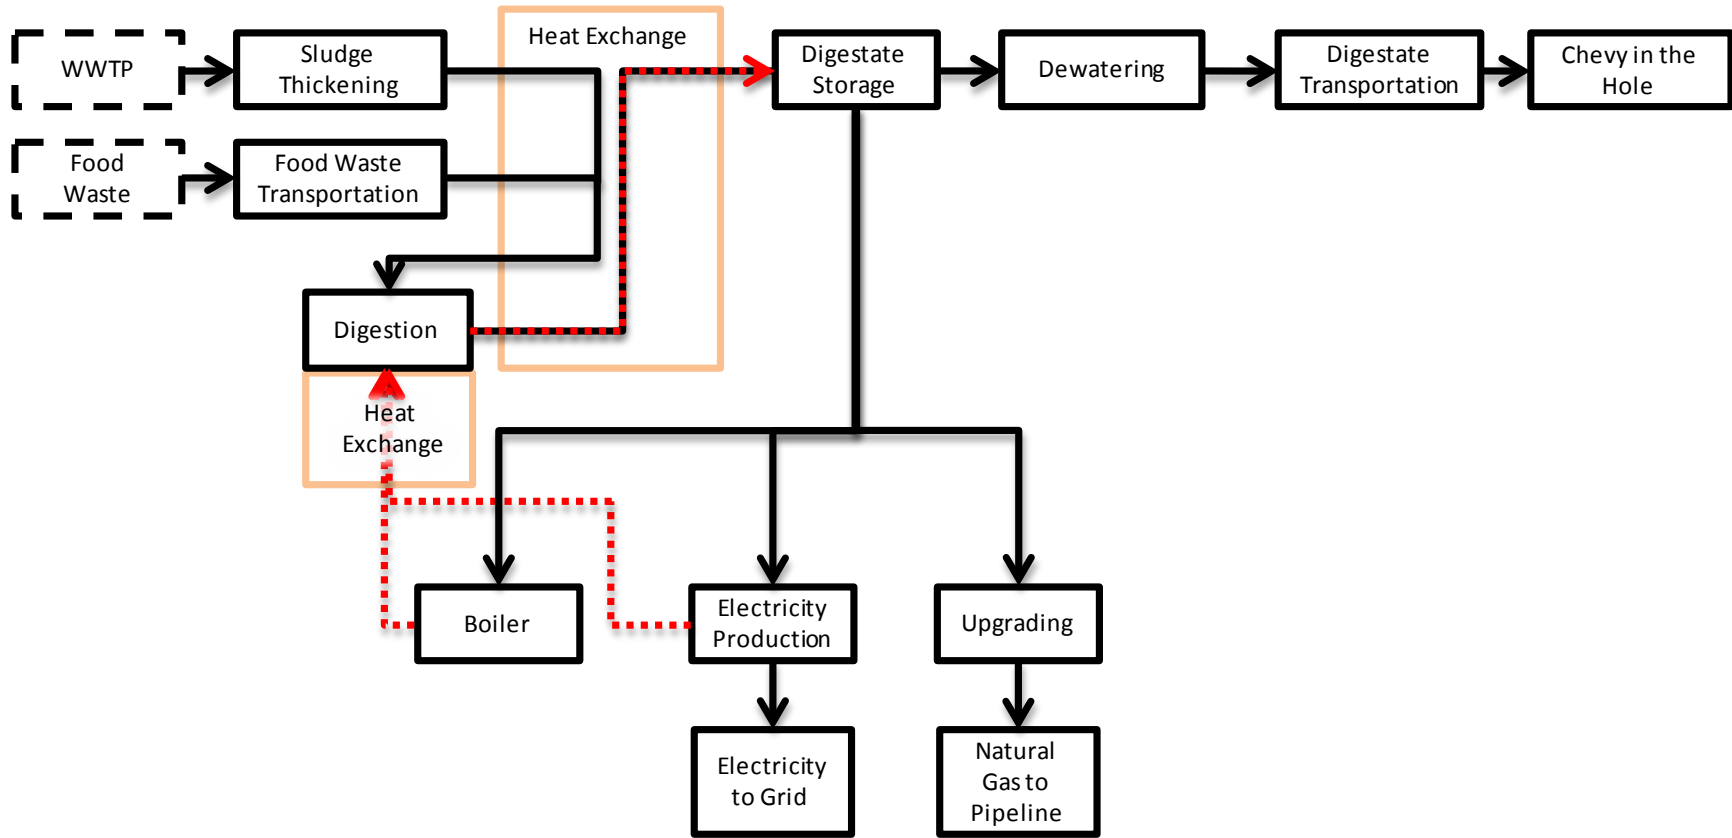 WWTP
Sludge
Thickening
Heat Exchange
Digestate
Storage
Dewatering
Digestate
Transportation
Chevy in the
Hole
Food
Waste
Food Waste
Transportation
Digestion
Heat
Exchange
Boiler
Electricity
Production
Upgrading
Electricity
to Grid
Natural
Gas to
Pipeline